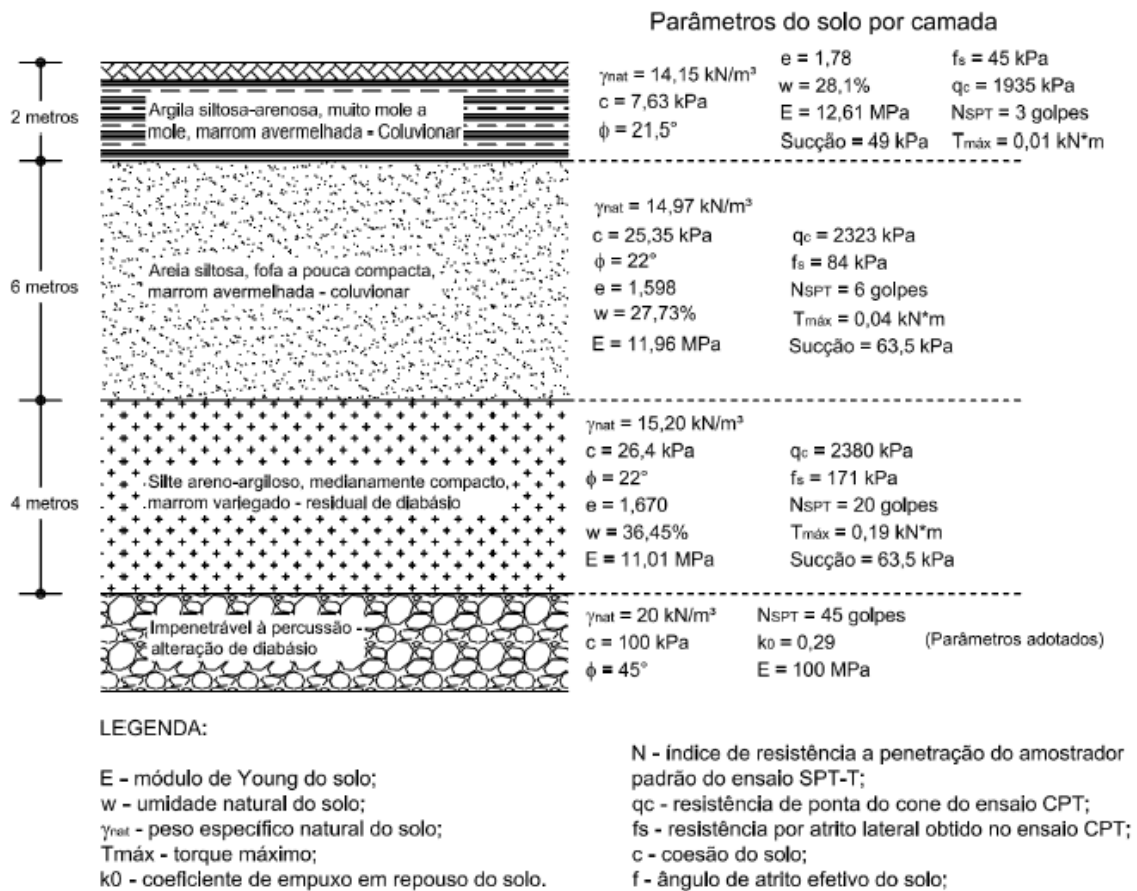 Parâmetros do solo por camada
2 metros
Argila siltosa-arenosa, muito mole a
mole, marrom avermelhada - Coluvionar
γnat = 14,15 kN/m³
c = 7,63 kPa
ϕ = 21,5°
e = 1,78
w = 28,1%
E = 12,61 MPa
Sucção = 49 kPa
fs = 45 kPa
qc = 1935 kPa
NSPT = 3 golpes
Tmáx = 0,01 kN*m
6 metros
Areia siltosa, fofa a pouca compacta,
marrom avermelhada - coluvionar
γnat = 14,97 kN/m³
c = 25,35 kPa
ϕ = 22°
e = 1,598
w = 27,73%
E = 11,96 MPa
qc = 2323 kPa
fs = 84 kPa
NSPT = 6 golpes
Tmáx = 0,04 kN*m
Sucção = 63,5 kPa
4 metros
Silte areno-argiloso, medianamente compacto,
marrom variegado - residual de diabásio
γnat = 15,20 kN/m³
c = 26,4 kPa
ϕ = 22°
e = 1,670
w = 36,45%
E = 11,01 MPa
qc = 2380 kPa
fs = 171 kPa
NSPT = 20 golpes
Tmáx = 0,19 kN*m
Sucção = 63,5 kPa
Impenetrável à percussão -
alteração de diabásio
γnat = 20 kN/m³
c = 100 kPa
ϕ = 45°
NSPT = 45 golpes
k0 = 0,29
E = 100 MPa
(Parâmetros adotados)
LEGENDA:
E - módulo de Young do solo;
w - umidade natural do solo;
γnat - peso específico natural do solo;
Tmáx - torque máximo;
k0 - coeficiente de empuxo em repouso do solo.
N - índice de resistência a penetração do amostrador
padrão do ensaio SPT-T;
qc - resistência de ponta do cone do ensaio CPT;
fs - resistência por atrito lateral obtido no ensaio CPT;
c - coesão do solo;
f - ângulo de atrito efetivo do solo;